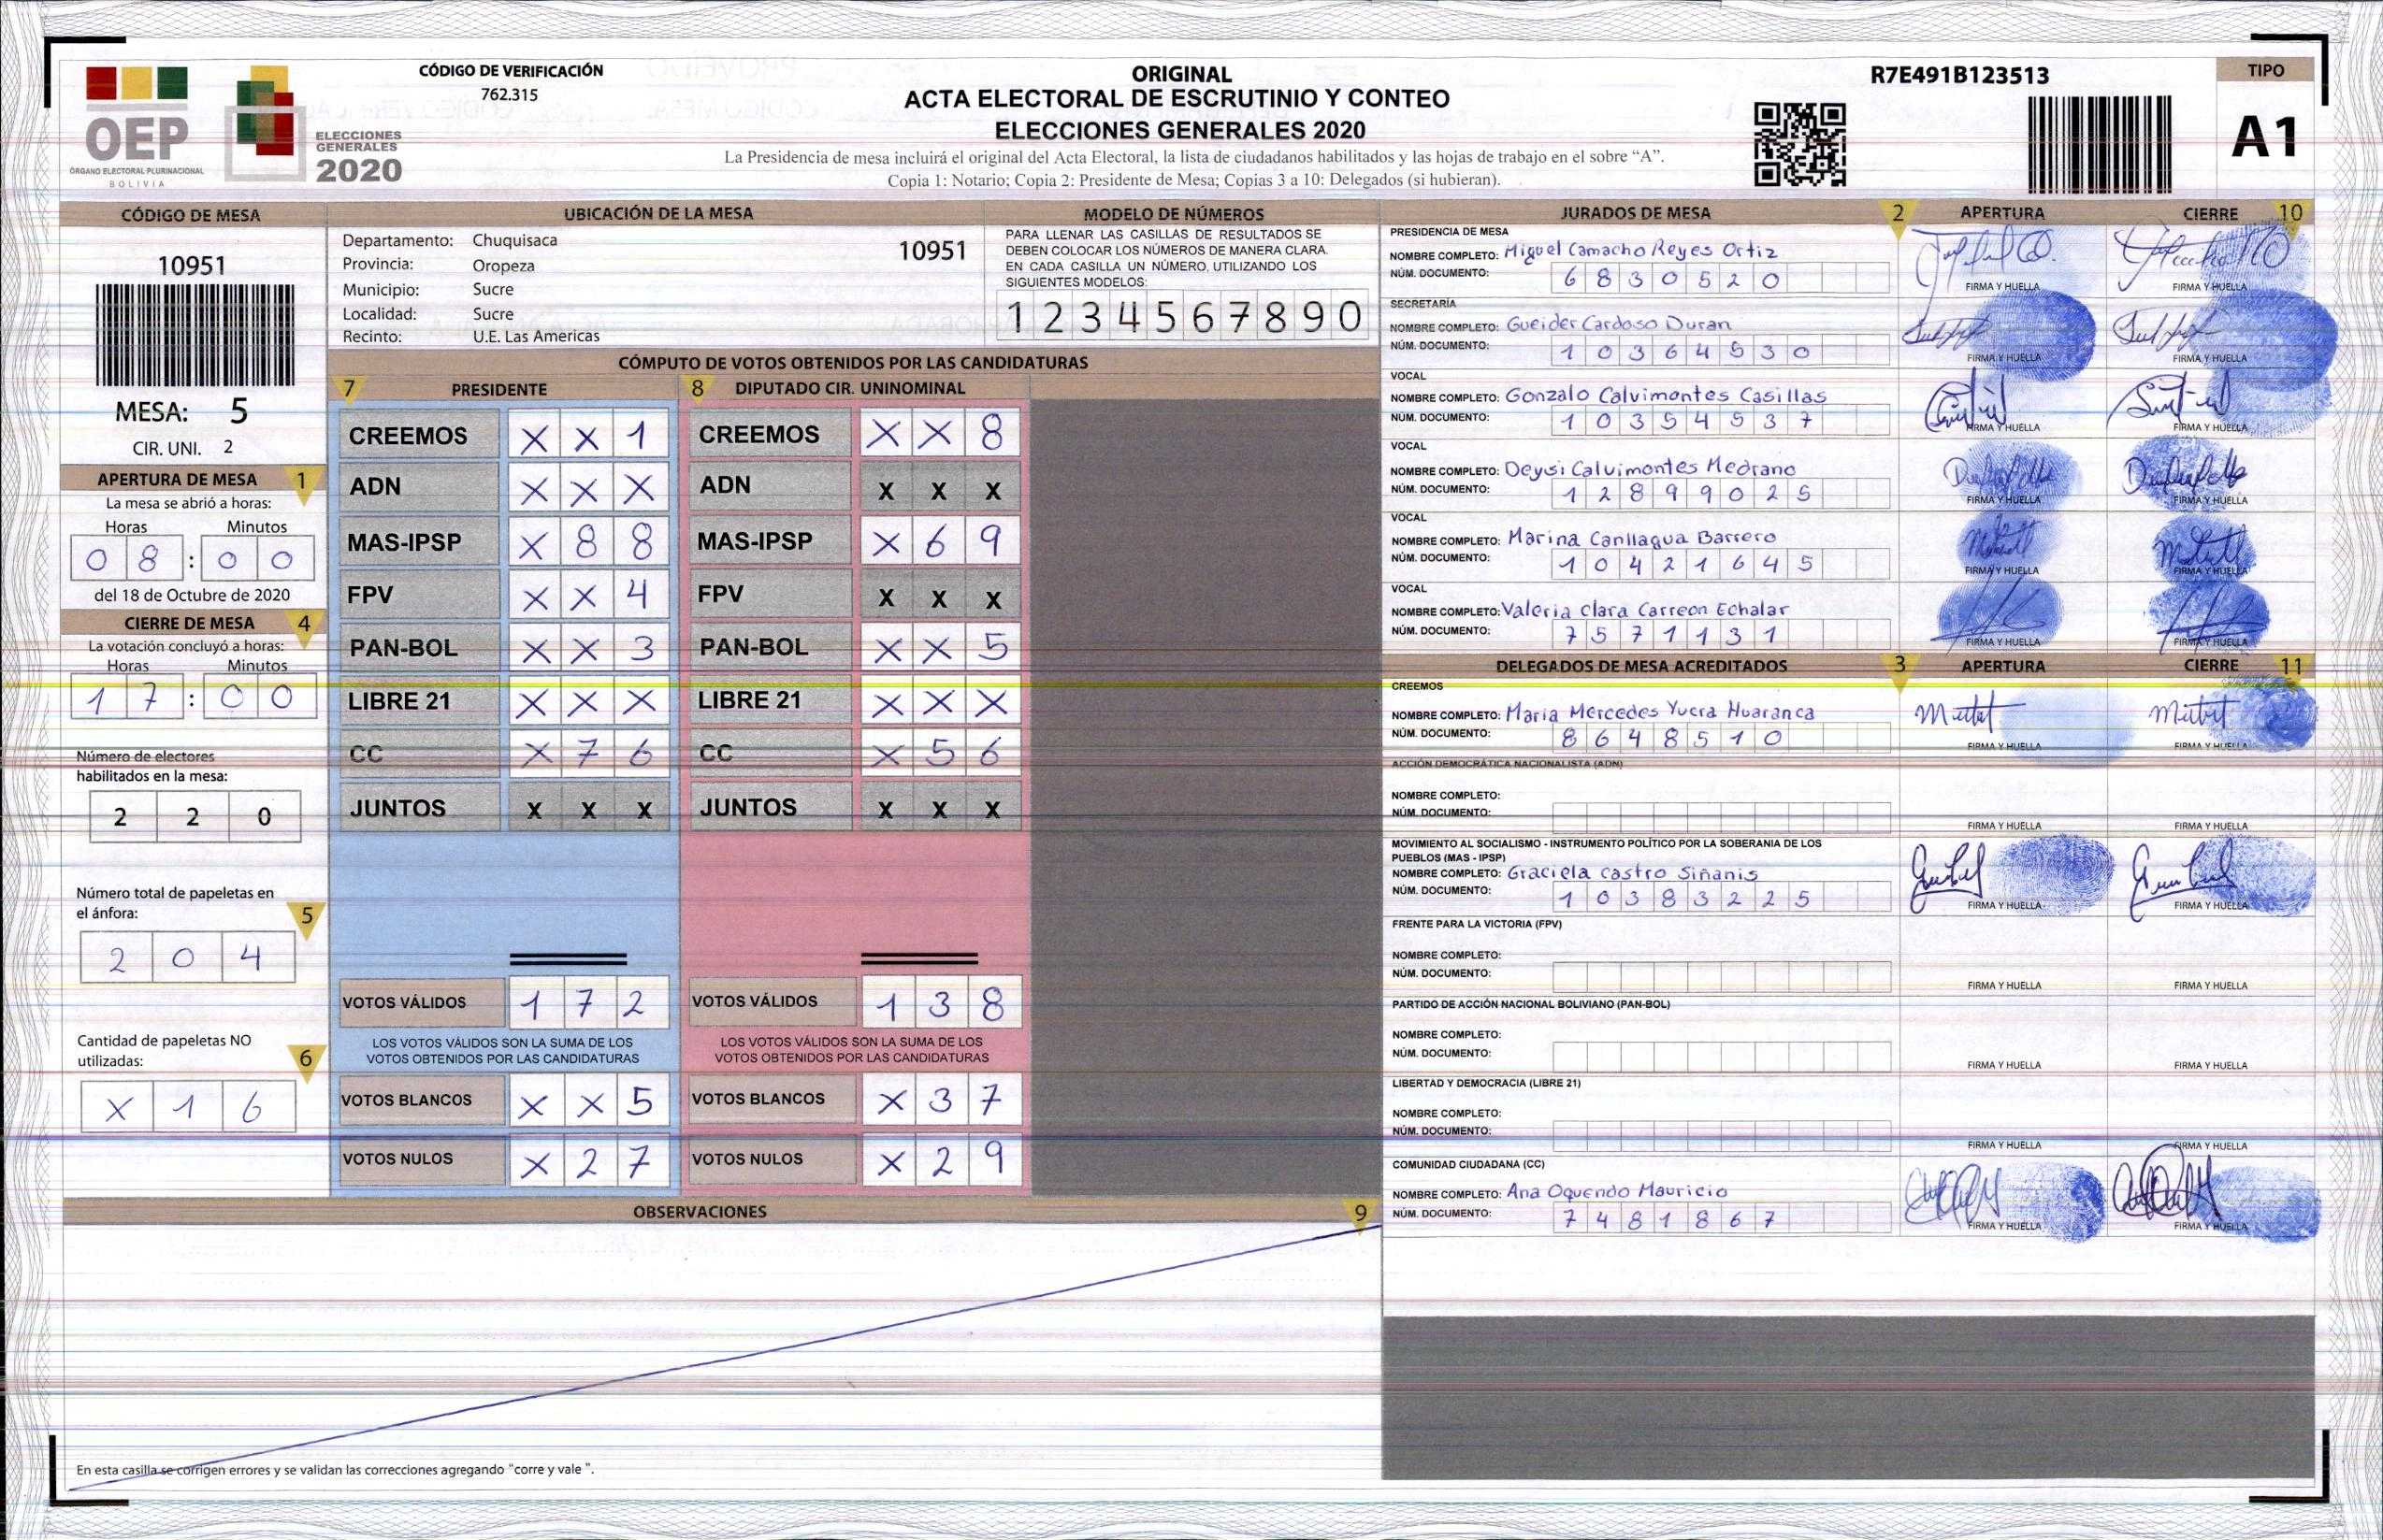 CÓDIGO DE VERIFICACIÓN
762.315
OEP
ÓRGANO ELECTORAL PLURINACIONAL
BOLIVIA
ELECCIONES
GENERALES
2020
ORIGINAL
ACTA ELECTORAL DE ESCRUTINIO Y CONTEO
ELECCIONES GENERALES 2020
La Presidencia de mesa incluirá el original del Acta Electoral, la lista de ciudadanos habilitados y las hojas de trabajo en el sobre “A”.
Copia 1: Notario; Copia 2: Presidente de Mesa; Copias 3 a 10: Delegados (si hubieran).
R7E491B123513
TIPO
A1
CÓDIGO DE MESA
10951
MESA: 5
CIR. UNI. 2
APERTURA DE MESA 1
La mesa se abrió a horas:
Horas Minutos
0 8 : 0 0
del 18 de Octubre de 2020
CIERRE DE MESA 4
La votación concluyó a horas:
Horas Minutos
1 7 : 0 0
Número de electores
habilitados en la mesa:
2 2 0
Número total de papeletas en
el ánfora: 5
2 0 4
Cantidad de papeletas NO
utilizadas: 6
X 1 6
UBICACIÓN DE LA MESA
Departamento: Chuquisaca
10951
Provincia: Oropeza
Municipio: Sucre
Localidad: Sucre
Recinto: U.E. Las Americas
MODELO DE NÚMEROS
PARA LLENAR LAS CASILLAS DE RESULTADOS SE
DEBEN COLOCAR LOS NÚMEROS DE MANERA CLARA.
EN CADA CASILLA UN NÚMERO, UTILIZANDO LOS
SIGUIENTES MODELOS:
1 2 3 4 5 6 7 8 9 0
CÓMPUTO DE VOTOS OBTENIDOS POR LAS CANDIDATURAS
7 PRESIDENTE
CREEMOS X X 1
ADN X X X
MAS-IPSP X 8 8
FPV X X 4
PAN-BOL X X 3
LIBRE 21 X X X
CC X 7 6
JUNTOS X X X
VOTOS VÁLIDOS 1 7 2
LOS VOTOS VÁLIDOS SON LA SUMA DE LOS
VOTOS OBTENIDOS POR LAS CANDIDATURAS
VOTOS BLANCOS X X 5
VOTOS NULOS X 2 7
8 DIPUTADO CIR. UNINOMINAL
CREEMOS X X 8
ADN X X X
MAS-IPSP X 6 9
FPV X X X
PAN-BOL X X 5
LIBRE 21 X X X
CC X 5 6
JUNTOS X X X
VOTOS VÁLIDOS 1 3 8
LOS VOTOS VÁLIDOS SON LA SUMA DE LOS
VOTOS OBTENIDOS POR LAS CANDIDATURAS
VOTOS BLANCOS X 3 7
VOTOS NULOS X 2 9
OBSERVACIONES 9
En esta casilla se corrigen errores y se validan las correcciones agregando “corre y vale ”.
JURADOS DE MESA 2 APERTURA CIERRE 10
PRESIDENCIA DE MESA
NOMBRE COMPLETO: Miguel Camacho Reyes Ortiz
NÚM. DOCUMENTO: 6 8 3 0 5 2 0
FIRMA Y HUELLA FIRMA Y HUELLA
SECRETARÍA
NOMBRE COMPLETO: Gueider Cardoso Duran
NÚM. DOCUMENTO: 1 0 3 6 4 5 3 0
FIRMA Y HUELLA FIRMA Y HUELLA
VOCAL
NOMBRE COMPLETO: Gonzalo Calvimontes Casillas
NÚM. DOCUMENTO: 1 0 3 5 4 5 3 7
FIRMA Y HUELLA FIRMA Y HUELLA
VOCAL
NOMBRE COMPLETO: Deysi Calvimontes Medrano
NÚM. DOCUMENTO: 1 2 8 9 9 0 2 5
FIRMA Y HUELLA FIRMA Y HUELLA
VOCAL
NOMBRE COMPLETO: Marina Canllagua Barrero
NÚM. DOCUMENTO: 1 0 4 2 1 6 4 5
FIRMA Y HUELLA FIRMA Y HUELLA
VOCAL
NOMBRE COMPLETO: Valeria Clara Carreon Echalar
NÚM. DOCUMENTO: 7 5 7 1 1 3 1
FIRMA Y HUELLA FIRMA Y HUELLA
DELEGADOS DE MESA ACREDITADOS 3 APERTURA CIERRE 11
CREEMOS
NOMBRE COMPLETO: Maria Mercedes Yucra Huaranca
NÚM. DOCUMENTO: 8 6 4 8 5 1 0
FIRMA Y HUELLA FIRMA Y HUELLA
ACCIÓN DEMOCRÁTICA NACIONALISTA (ADN)
NOMBRE COMPLETO:
NÚM. DOCUMENTO:
FIRMA Y HUELLA FIRMA Y HUELLA
MOVIMIENTO AL SOCIALISMO - INSTRUMENTO POLÍTICO POR LA SOBERANIA DE LOS
PUEBLOS (MAS - IPSP)
NOMBRE COMPLETO: Graciela Castro Siñanis
NÚM. DOCUMENTO: 1 0 3 8 3 2 2 5
FIRMA Y HUELLA FIRMA Y HUELLA
FRENTE PARA LA VICTORIA (FPV)
NOMBRE COMPLETO:
NÚM. DOCUMENTO:
FIRMA Y HUELLA FIRMA Y HUELLA
PARTIDO DE ACCIÓN NACIONAL BOLIVIANO (PAN-BOL)
NOMBRE COMPLETO:
NÚM. DOCUMENTO:
FIRMA Y HUELLA FIRMA Y HUELLA
LIBERTAD Y DEMOCRACIA (LIBRE 21)
NOMBRE COMPLETO:
NÚM. DOCUMENTO:
FIRMA Y HUELLA FIRMA Y HUELLA
COMUNIDAD CIUDADANA (CC)
NOMBRE COMPLETO: Ana Oquendo Mauricio
NÚM. DOCUMENTO: 7 4 8 1 8 6 7
FIRMA Y HUELLA FIRMA Y HUELLA